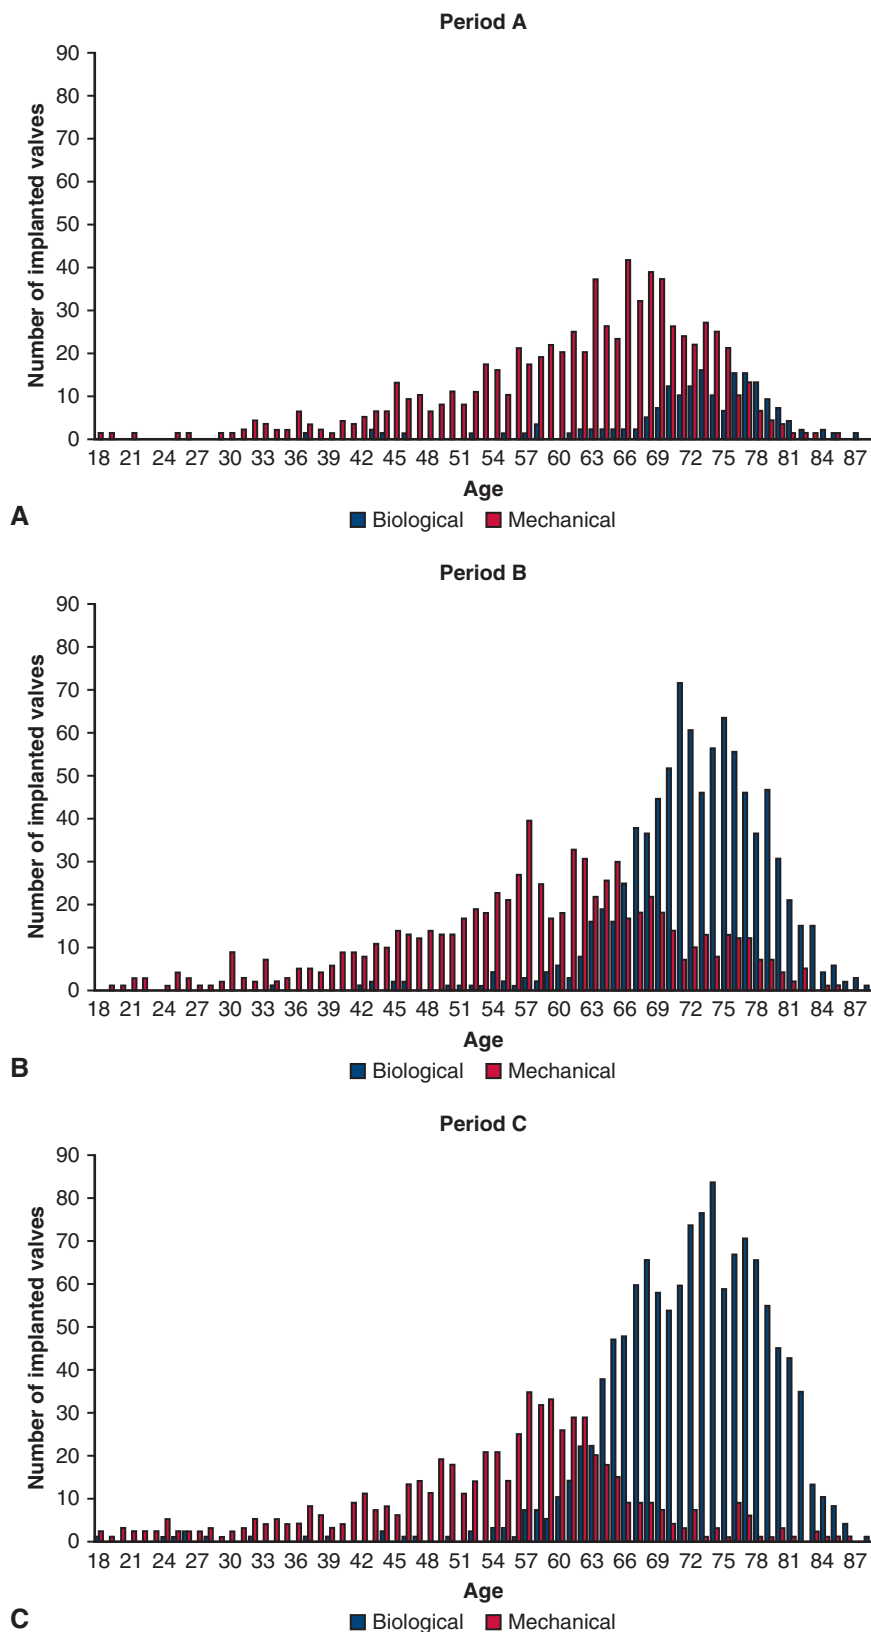 Period A
90
80
70
60
50
40
30
20
10
0
Number of implanted valves
18 21 24 27 30 33 36 39 42 45 48 51 54 57 60 63 66 69 72 75 78 81 84 87
Age
A
Biological Mechanical
Period B
90
80
70
60
50
40
30
20
10
0
Number of implanted valves
18 21 24 27 30 33 36 39 42 45 48 51 54 57 60 63 66 69 72 75 78 81 84 87
Age
B
Biological Mechanical
Period C
90
80
70
60
50
40
30
20
10
0
Number of implanted valves
18 21 24 27 30 33 36 39 42 45 48 51 54 57 60 63 66 69 72 75 78 81 84 87
Age
C
Biological Mechanical